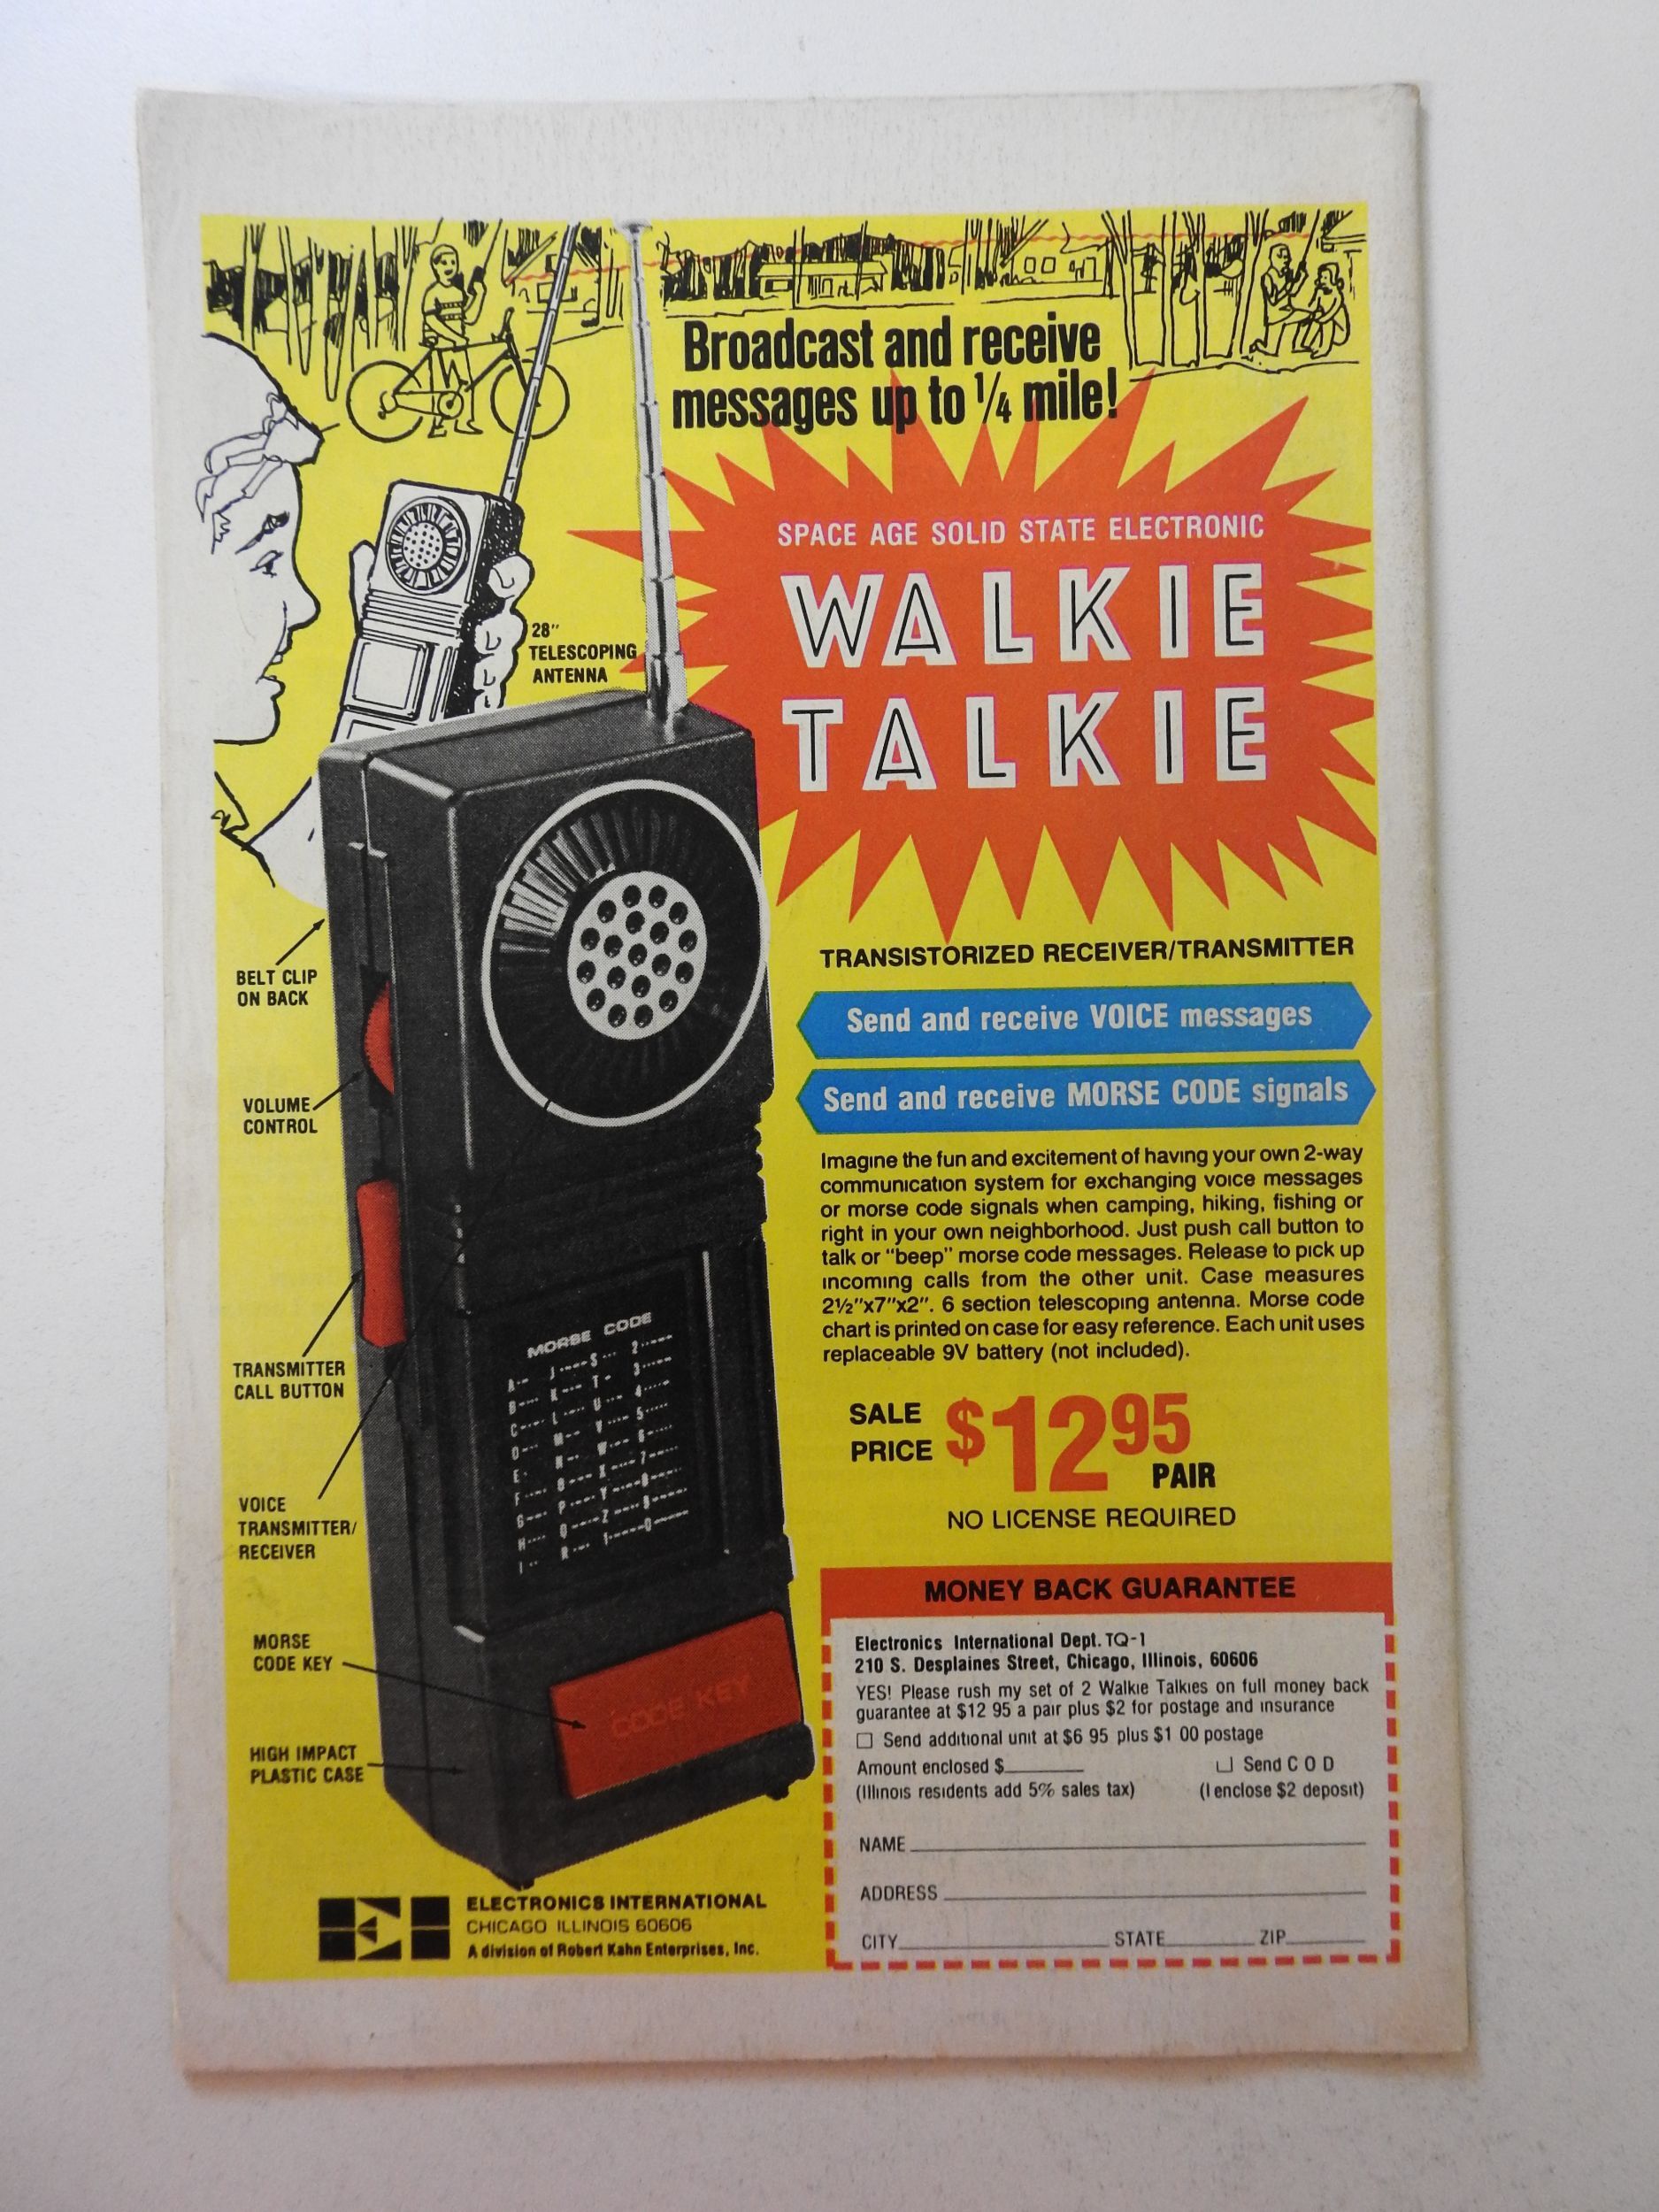 Broadcast and receive
messages up to 1/4 mile!
SPACE AGE SOLID STATE ELECTRONIC
WALKIE
TALKIE
28"
TELESCOPING
ANTENNA
BELT CLIP
ON BACK
VOLUME
CONTROL
TRANSMITTER
CALL BUTTON
VOICE
TRANSMITTER/
RECEIVER
MORSE
CODE KEY
HIGH IMPACT
PLASTIC CASE
MORSE CODE
CODE KEY
TRANSISTORIZED RECEIVER/TRANSMITTER
Send and receive VOICE messages
Send and receive MORSE CODE signals
Imagine the fun and excitement of having your own 2-way
communication system for exchanging voice messages
or morse code signals when camping, hiking, fishing or
right in your own neighborhood. Just push call button to
talk or "beep" morse code messages. Release to pick up
incoming calls from the other unit. Case measures
2½"x7"x2". 6 section telescoping antenna. Morse code
chart is printed on case for easy reference. Each unit uses
replaceable 9V battery (not included).
SALE
PRICE $12 95
PAIR
NO LICENSE REQUIRED
MONEY BACK GUARANTEE
Electronics International Dept. TQ-1
210 S. Desplaines Street, Chicago, Illinois, 60606
YES! Please rush my set of 2 Walkie Talkies on full money back
guarantee at $12 95 a pair plus $2 for postage and insurance
☐ Send additional unit at $6 95 plus $1 00 postage
Amount enclosed $ ☐ Send C O D
(Illinois residents add 5% sales tax) (I enclose $2 deposit)
NAME
ADDRESS
CITY STATE ZIP
EI
ELECTRONICS INTERNATIONAL
CHICAGO ILLINOIS 60606
A division of Robert Kahn Enterprises, Inc.